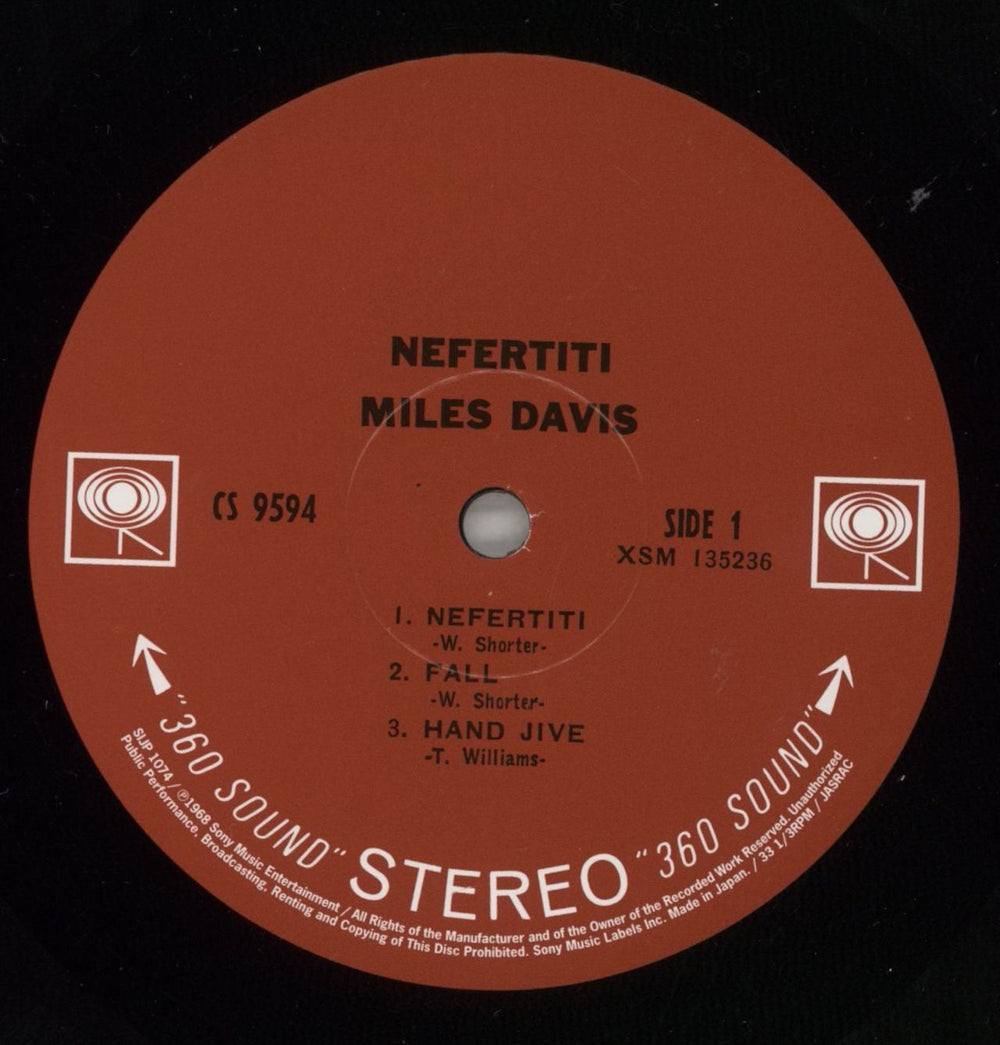 NEFERTITI
MILES DAVIS
CS 9594
SIDE 1
XSM 135236
1. NEFERTITI
-W. Shorter-
2. FALL
-W. Shorter-
3. HAND JIVE
-T. Williams-
"360 SOUND" STEREO "360 SOUND"
SIJP 1074 / ℗1968 Sony Music Entertainment / All Rights of the Manufacturer and of the Owner of the Recorded Work Reserved. Unauthorized
Public Performance, Broadcasting, Renting and Copying of This Disc Prohibited. Sony Music Labels Inc. Made in Japan. / 33 1/3RPM / JASRAC